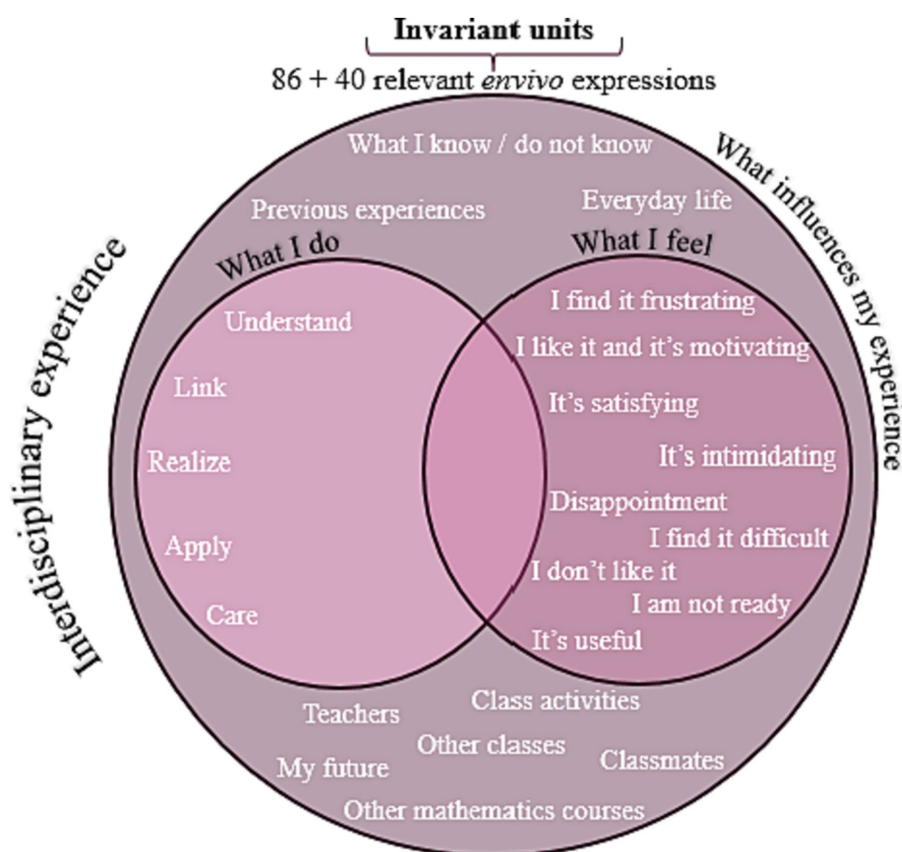 Invariant units
86 + 40 relevant envivo expressions
What I know / do not know
Previous experiences
Everyday life
What influences my experience
Interdisciplinary experience
What I do
What I feel
Understand
Link
Realize
Apply
Care
I find it frustrating
I like it and it's motivating
It's satisfying
It's intimidating
Disappointment
I find it difficult
I don't like it
I am not ready
It's useful
Class activities
Teachers
Other classes
Classmates
My future
Other mathematics courses